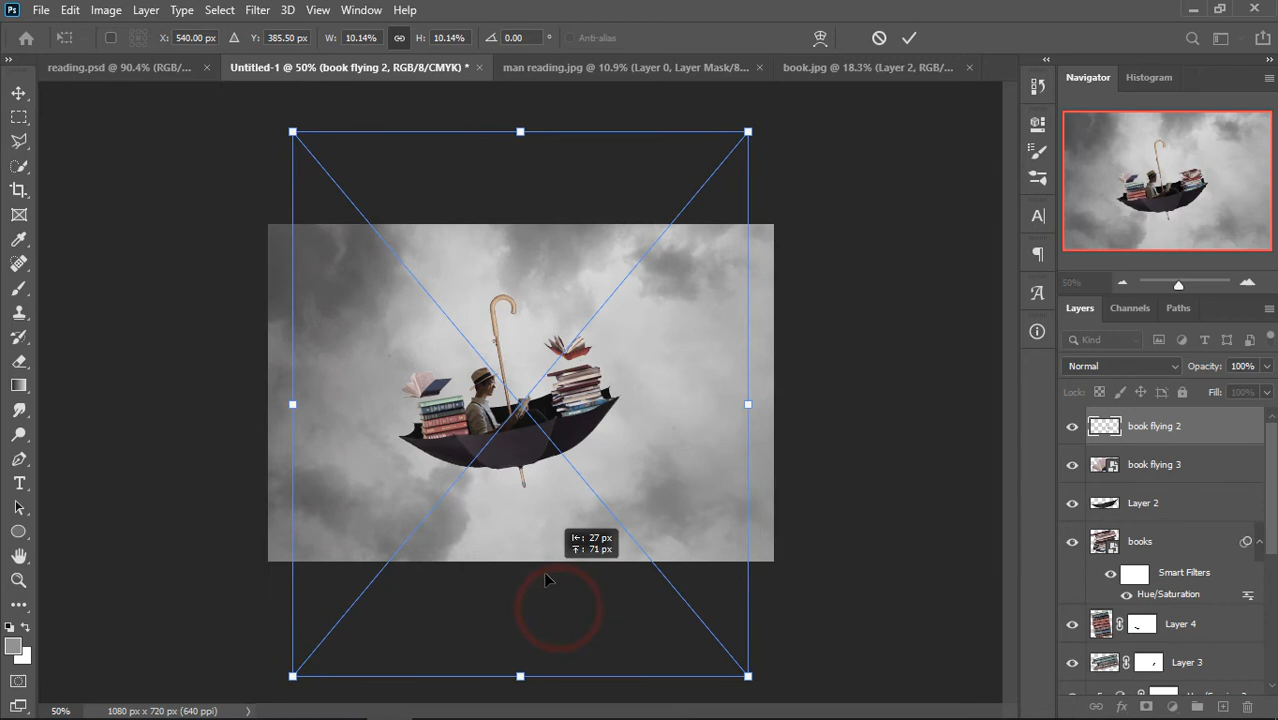 Ps File Edit Image Layer Type Select Filter 3D View Window Help
X: 540.00 px Y: 385.50 px W: 10.14% H: 10.14% 0.00 ° Anti-alias
reading.psd @ 90.4% (RGB/... × Untitled-1 @ 50% (book flying 2, RGB/8/CMYK) * × man reading.jpg @ 10.9% (Layer 0, Layer Mask/8... × book.jpg @ 18.3% (Layer 2, RGB/... ×
Navigator Histogram
50%
Layers Channels Paths
Kind
Normal Opacity: 100%
Lock: Fill: 100%
book flying 2
book flying 3
Layer 2
books
Smart Filters
Hue/Saturation
Layer 4
Layer 3
27 px
71 px
50% 1080 px x 720 px (640 ppi)